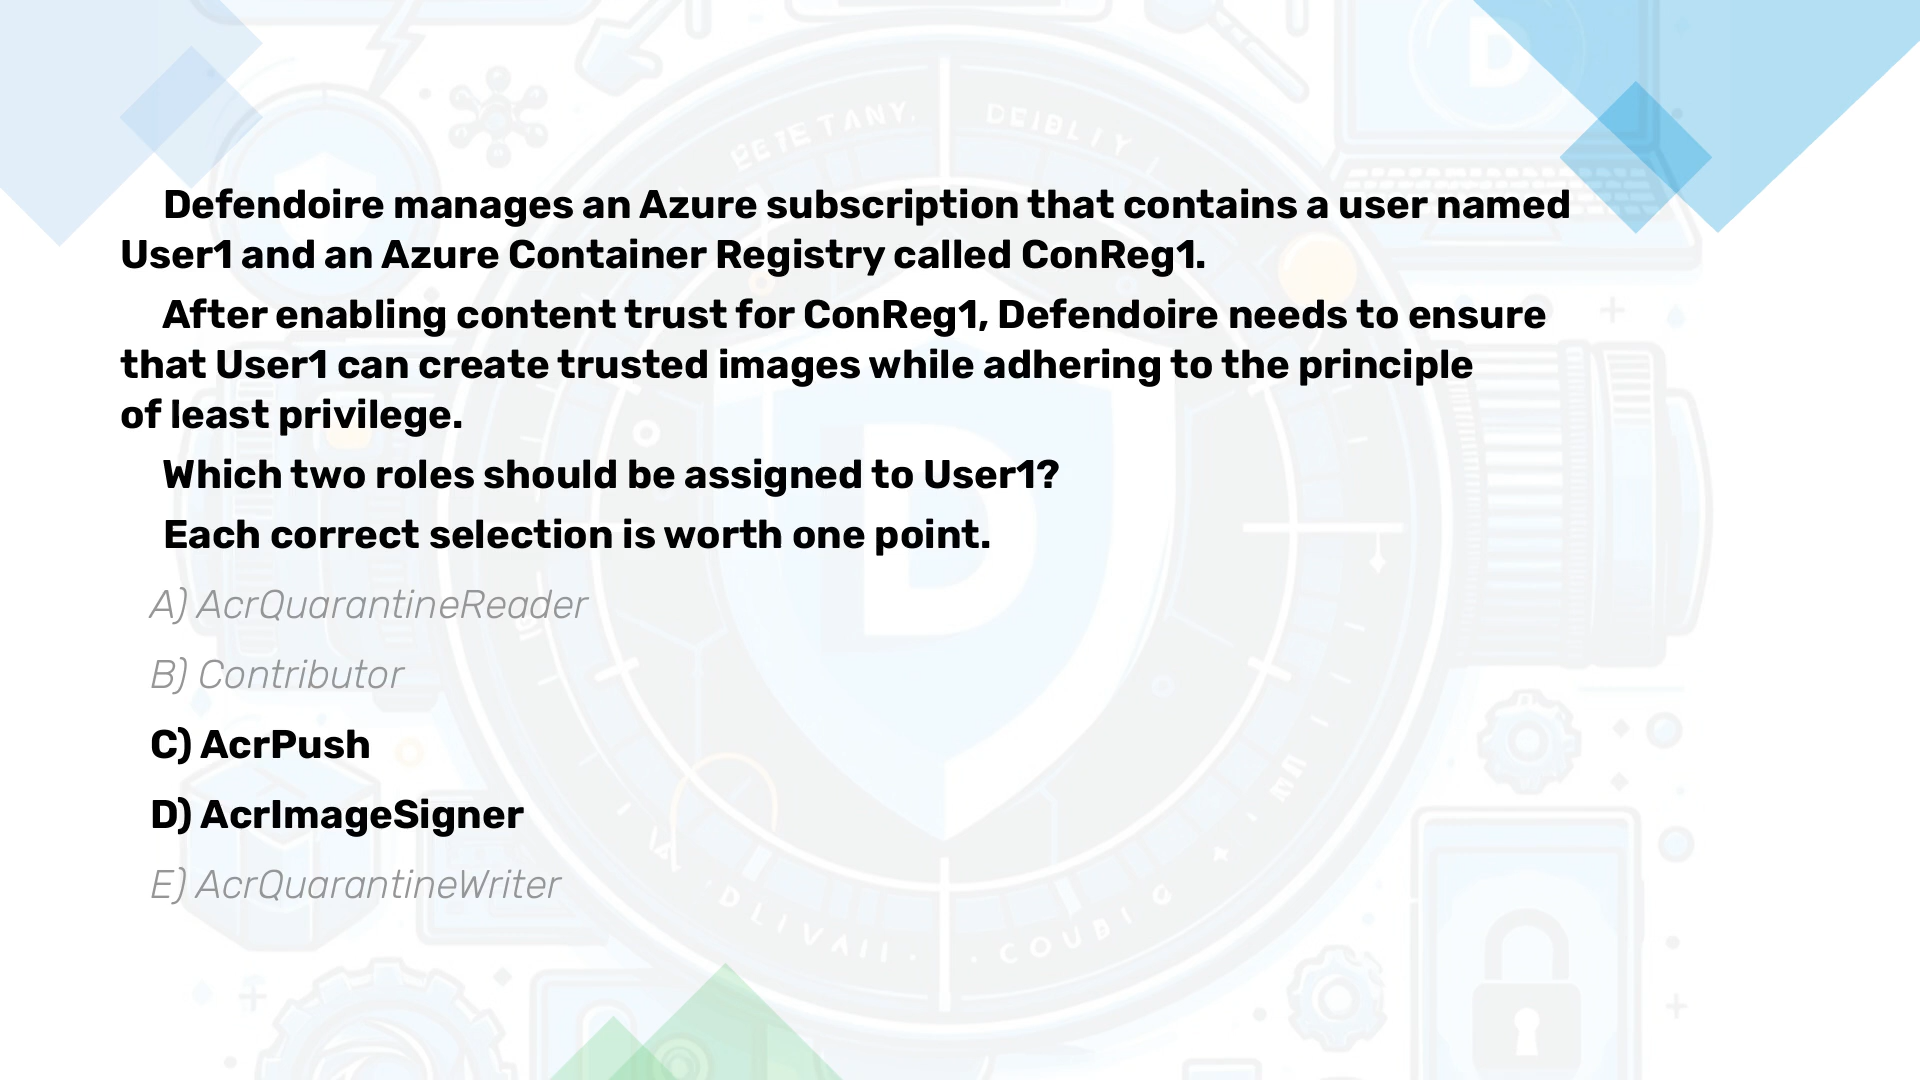 Defendoire manages an Azure subscription that contains a user named
User1 and an Azure Container Registry called ConReg1.
After enabling content trust for ConReg1, Defendoire needs to ensure
that User1 can create trusted images while adhering to the principle
of least privilege.
Which two roles should be assigned to User1?
Each correct selection is worth one point.
A) AcrQuarantineReader
B) Contributor
C) AcrPush
D) AcrImageSigner
E) AcrQuarantineWriter